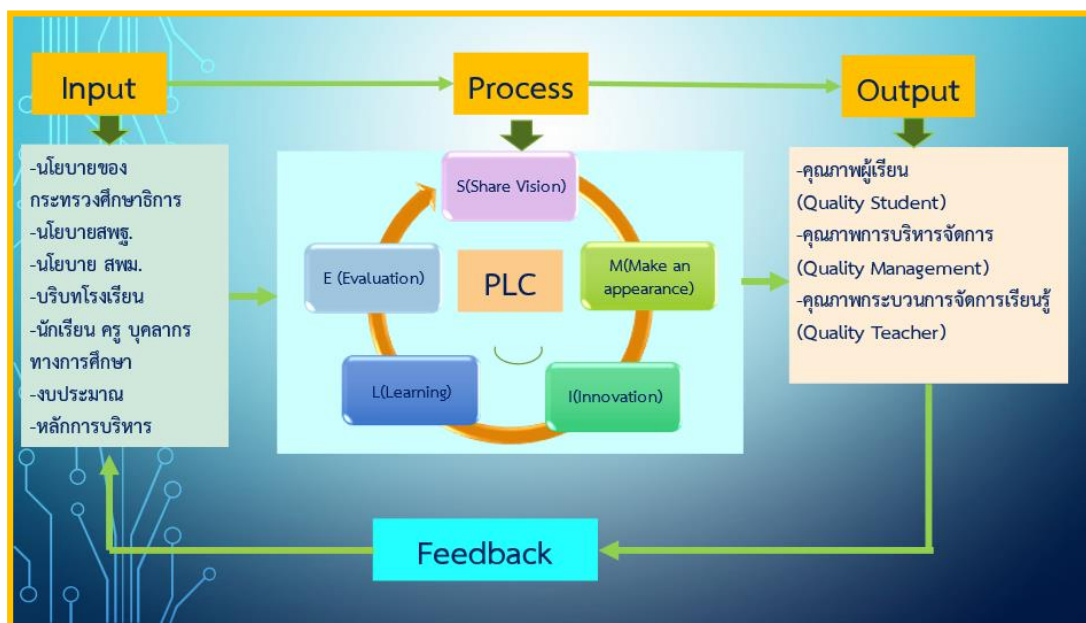 Input
Process
Output
-นโยบายของ
กระทรวงศึกษาธิการ
-นโยบายสพฐ.
-นโยบาย สพม.
-บริบทโรงเรียน
-นักเรียน ครู บุคลากร
ทางการศึกษา
-งบประมาณ
-หลักการบริหาร
S(Share Vision)
M(Make an
appearance)
I(Innovation)
L(Learning)
E (Evaluation)
PLC
-คุณภาพผู้เรียน
(Quality Student)
-คุณภาพการบริหารจัดการ
(Quality Management)
-คุณภาพกระบวนการจัดการเรียนรู้
(Quality Teacher)
Feedback